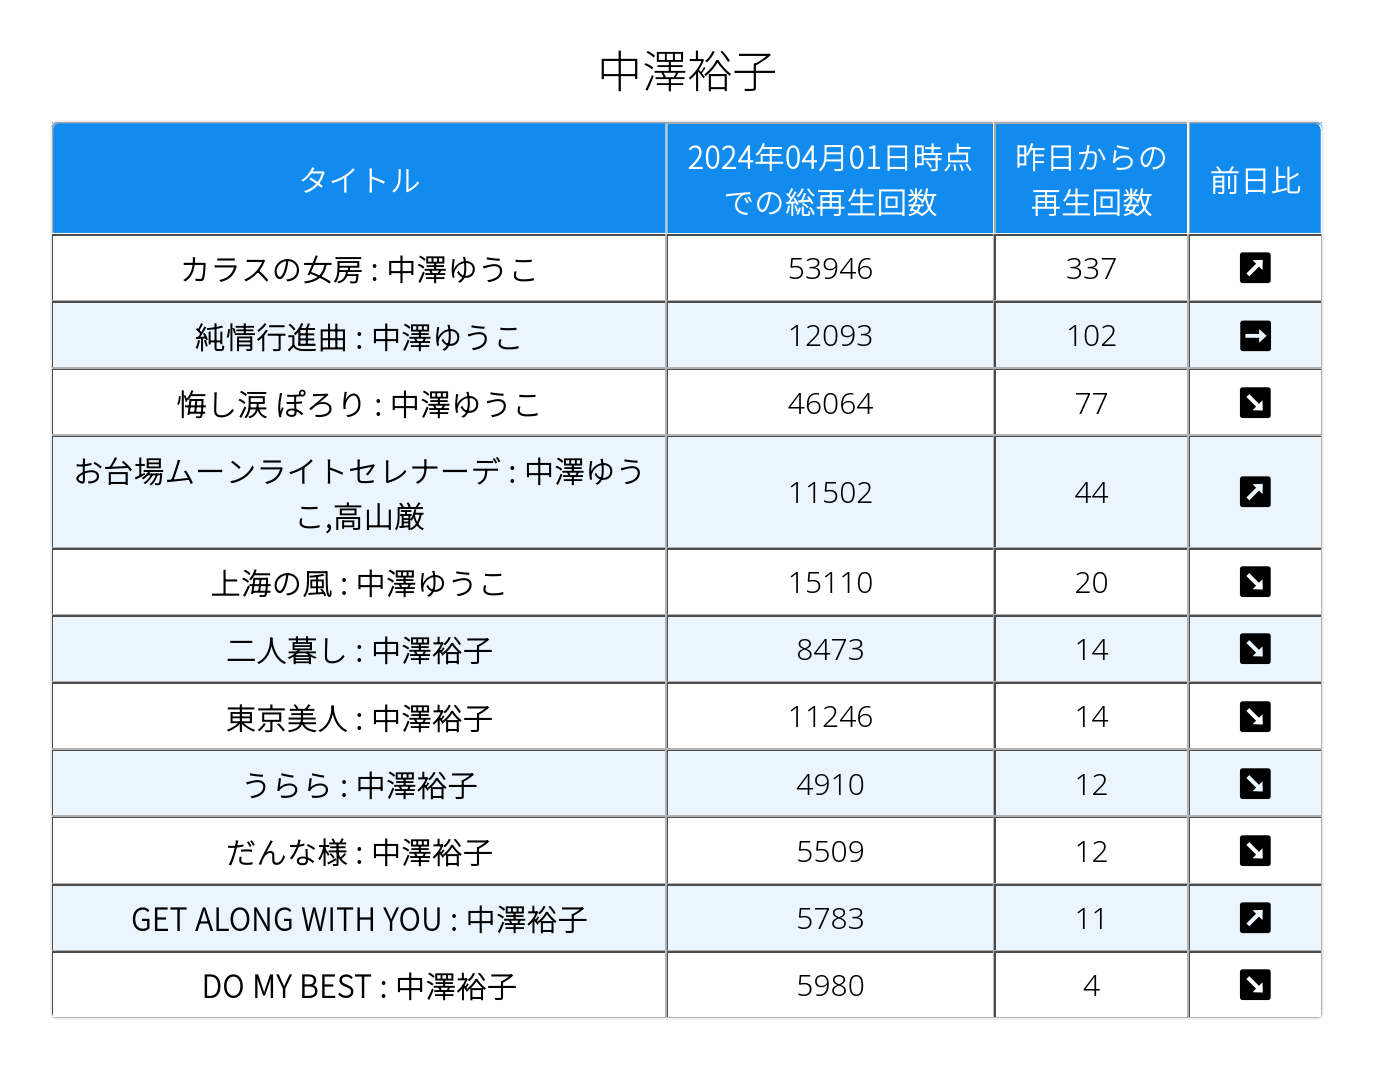 中澤裕子
タイトル
2024年04月01日時点
での総再生回数
昨日からの
再生回数
前日比
カラスの女房 : 中澤ゆうこ
53946
337
純情行進曲 : 中澤ゆうこ
12093
102
悔し涙 ぽろり : 中澤ゆうこ
46064
77
お台場ムーンライトセレナーデ : 中澤ゆう
こ,高山厳
11502
44
上海の風 : 中澤ゆうこ
15110
20
二人暮し : 中澤裕子
8473
14
東京美人 : 中澤裕子
11246
14
うらら : 中澤裕子
4910
12
だんな様 : 中澤裕子
5509
12
GET ALONG WITH YOU : 中澤裕子
5783
11
DO MY BEST : 中澤裕子
5980
4